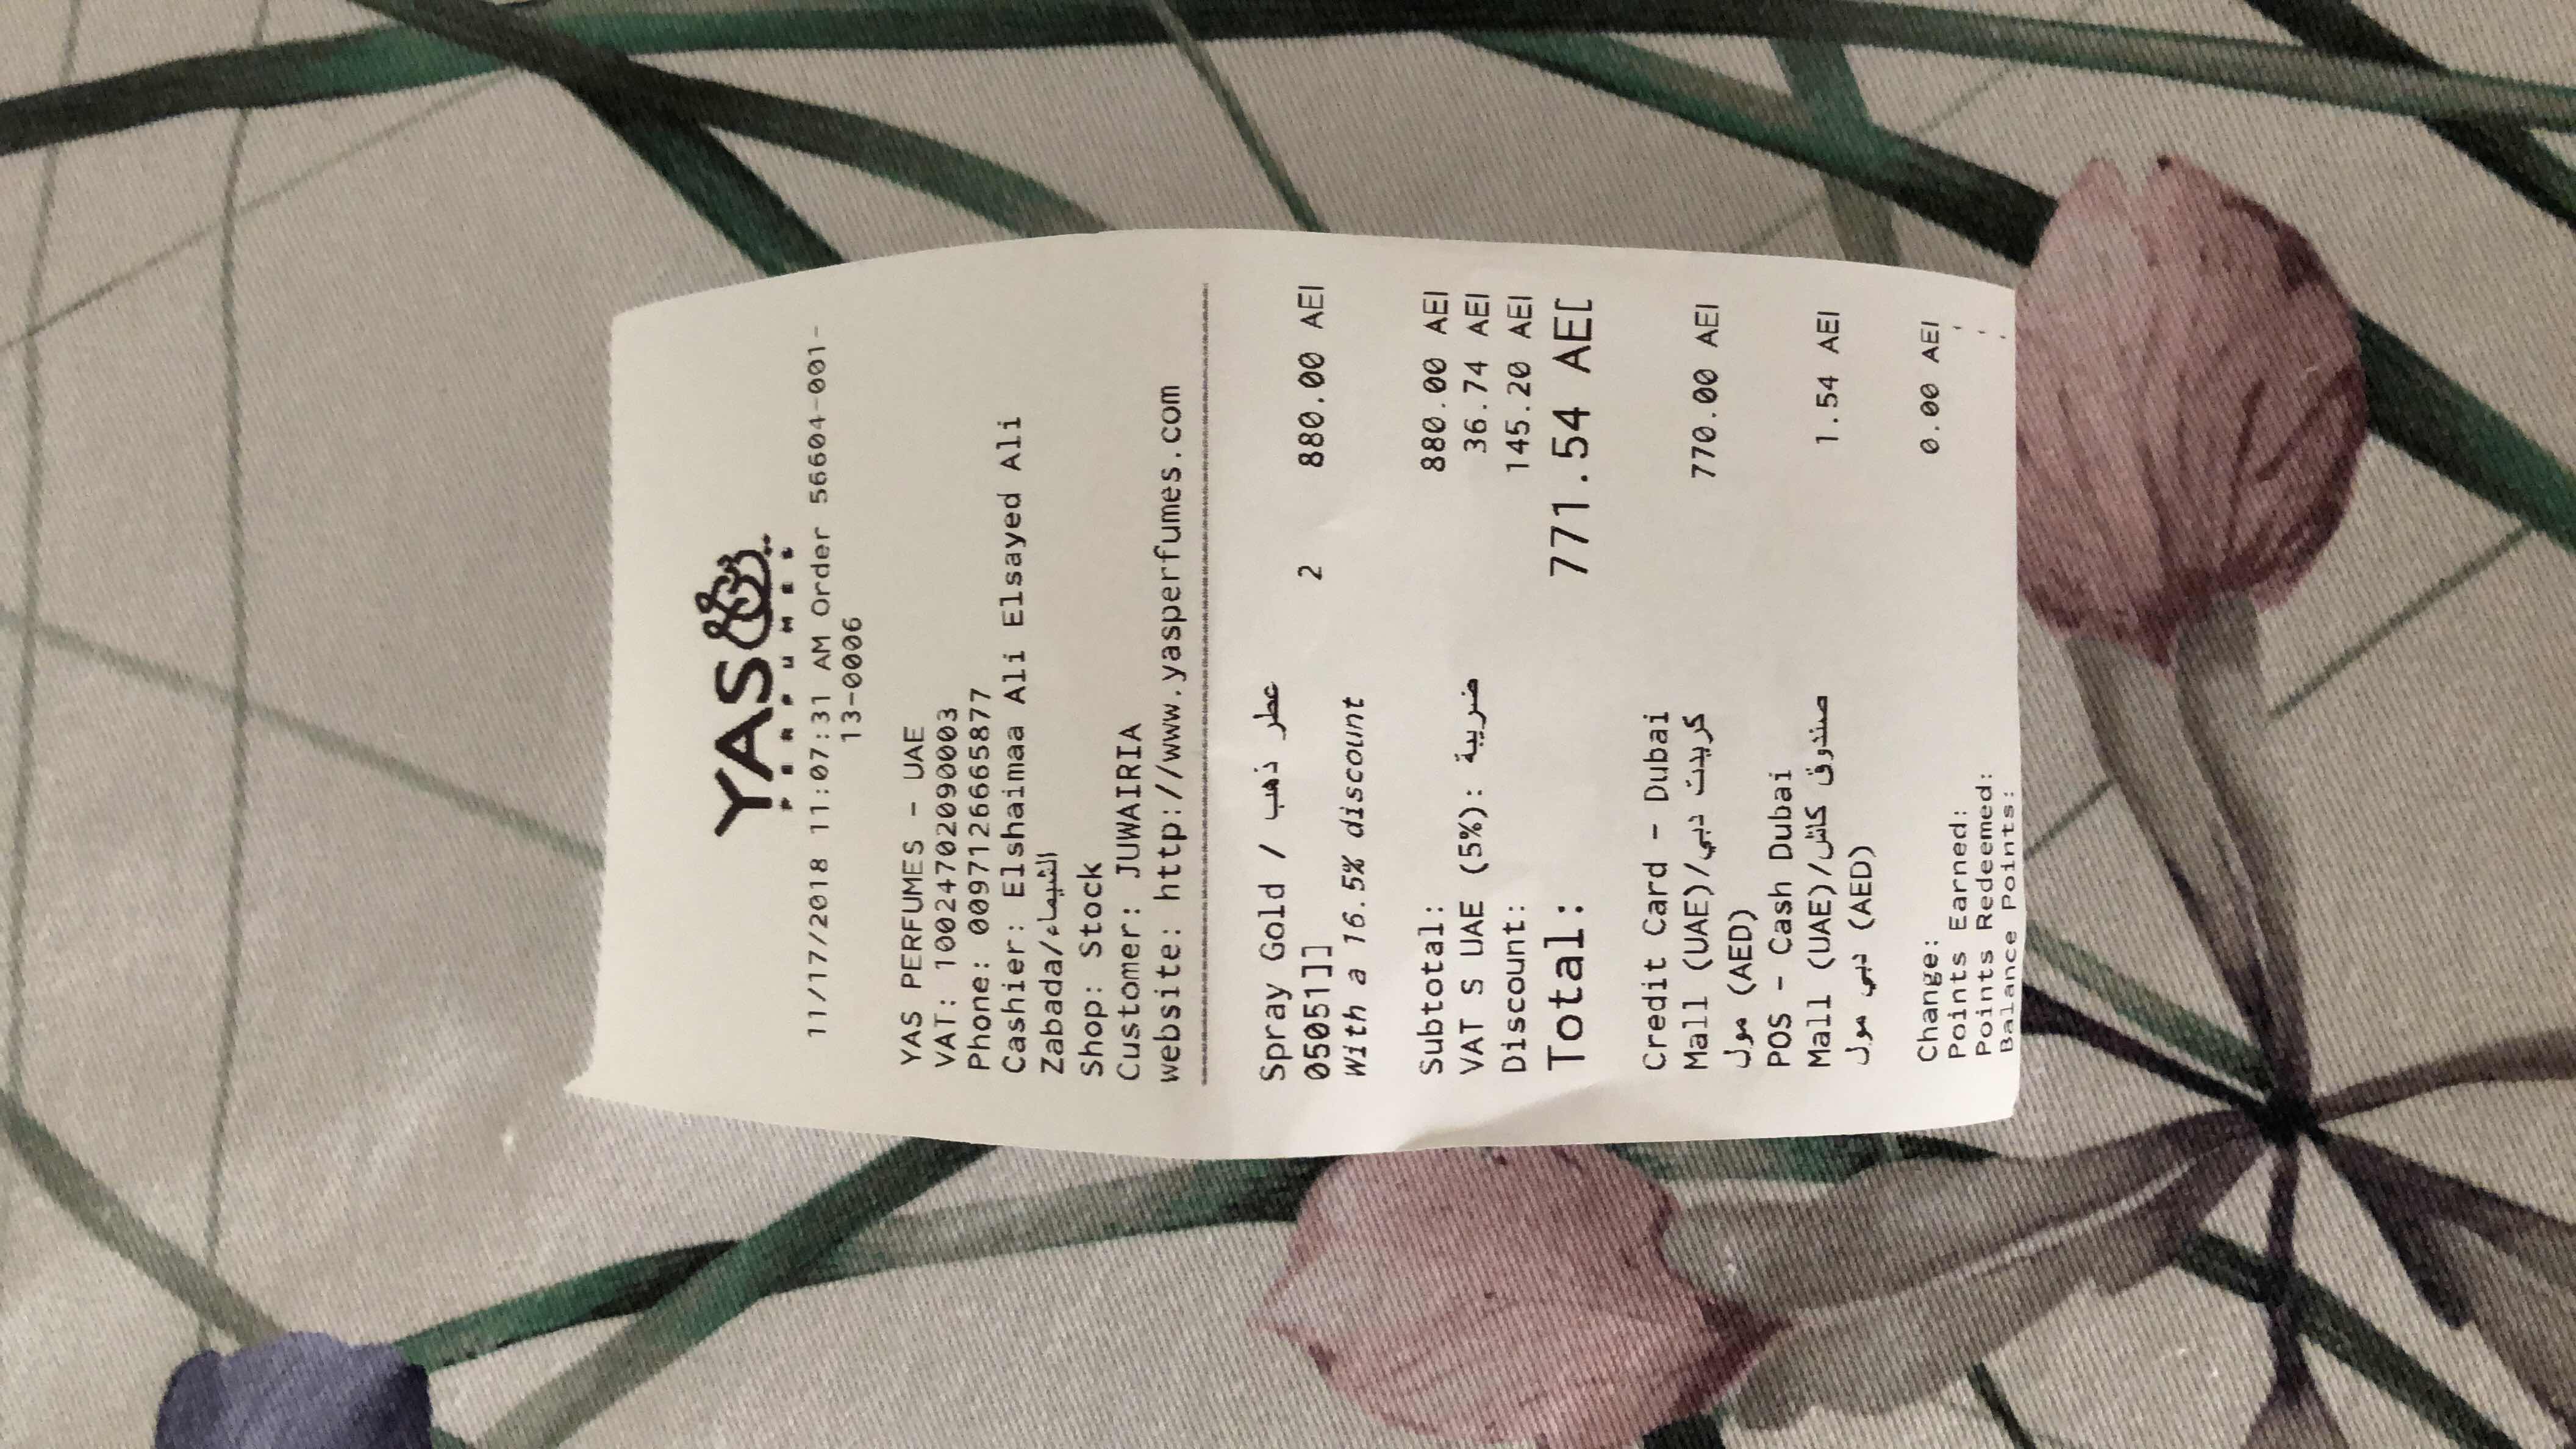 YAS
PERFUMES
11/17/2018 11:07:31 AM Order 56604-001-
13-0006
YAS PERFUMES - UAE
VAT: 10024702090003
Phone: 0097126665877
Cashier: Elshaimaa Ali Elsayed Ali
Zabada/الشيماء
Shop: Stock
Customer: JUWAIRIA
website: http://www.yasperfumes.com
Spray Gold / عطر ذهب
05051]] 2 880.00 AEI
With a 16.5% discount
Subtotal: 880.00 AEI
VAT S UAE (5%): ضريبة 36.74 AEI
Discount: 145.20 AEI
Total: 771.54 AE[
Credit Card - Dubai
Mall (UAE)/كريدت دبي 770.00 AEI
مول (AED)
POS - Cash Dubai
Mall (UAE)/صندوق كاش 1.54 AEI
دبي مول (AED)
Change: 0.00 AEI
Points Earned:
Points Redeemed:
Balance Points: